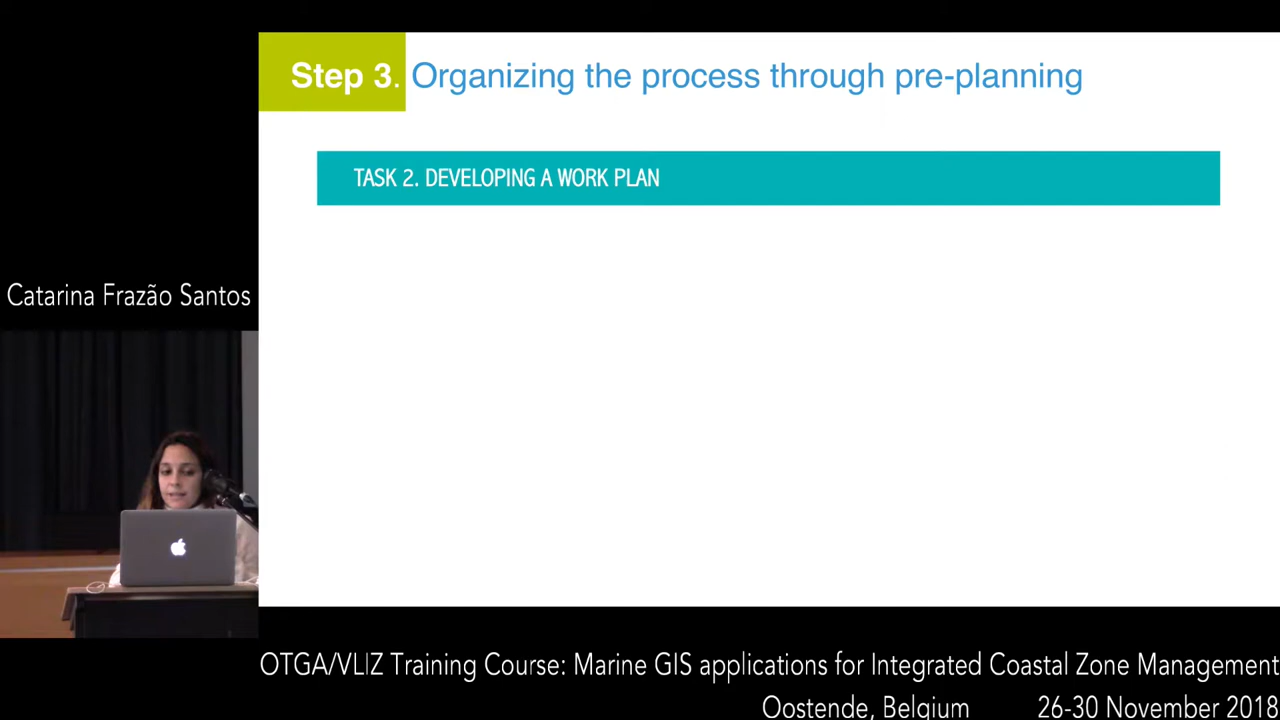 Step 3. Organizing the process through pre-planning
TASK 2. DEVELOPING A WORK PLAN
Catarina Frazão Santos
OTGA/VLIZ Training Course: Marine GIS applications for Integrated Coastal Zone Management
Oostende, Belgium 26-30 November 2018